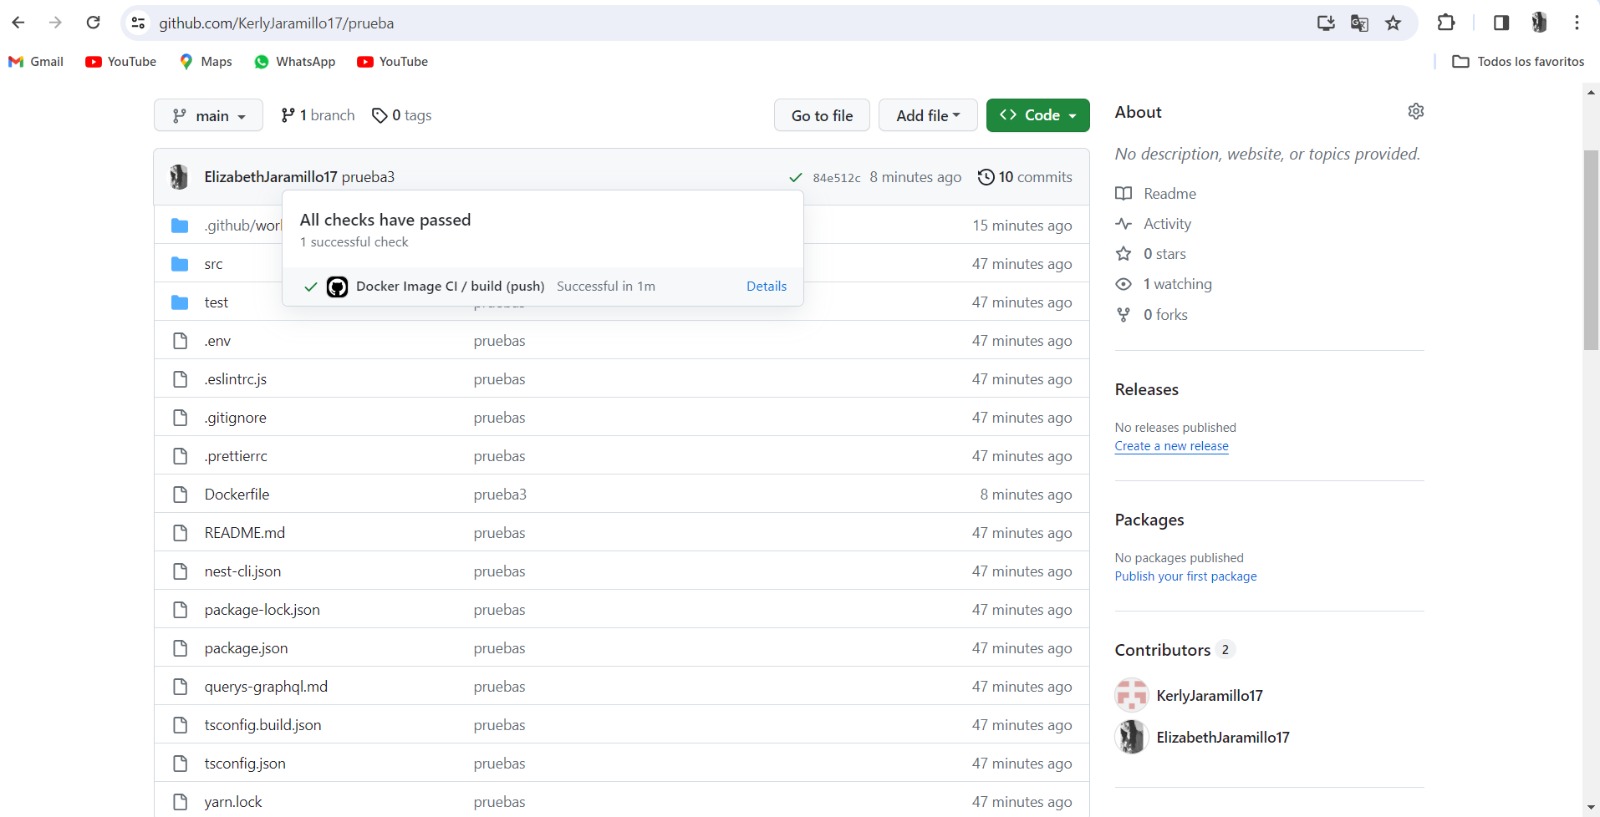 github.com/KerlyJaramillo17/prueba
Gmail YouTube Maps WhatsApp YouTube Todos los favoritos
main 1 branch 0 tags Go to file Add file Code
ElizabethJaramillo17 prueba3 84e512c 8 minutes ago 10 commits
All checks have passed
1 successful check
Docker Image CI / build (push) Successful in 1m Details
.github/wor 15 minutes ago
src 47 minutes ago
test pruebas 47 minutes ago
.env pruebas 47 minutes ago
.eslintrc.js pruebas 47 minutes ago
.gitignore pruebas 47 minutes ago
.prettierrc pruebas 47 minutes ago
Dockerfile prueba3 8 minutes ago
README.md pruebas 47 minutes ago
nest-cli.json pruebas 47 minutes ago
package-lock.json pruebas 47 minutes ago
package.json pruebas 47 minutes ago
querys-graphql.md pruebas 47 minutes ago
tsconfig.build.json pruebas 47 minutes ago
tsconfig.json pruebas 47 minutes ago
yarn.lock pruebas 47 minutes ago
About
No description, website, or topics provided.
Readme
Activity
0 stars
1 watching
0 forks
Releases
No releases published
Create a new release
Packages
No packages published
Publish your first package
Contributors 2
KerlyJaramillo17
ElizabethJaramillo17